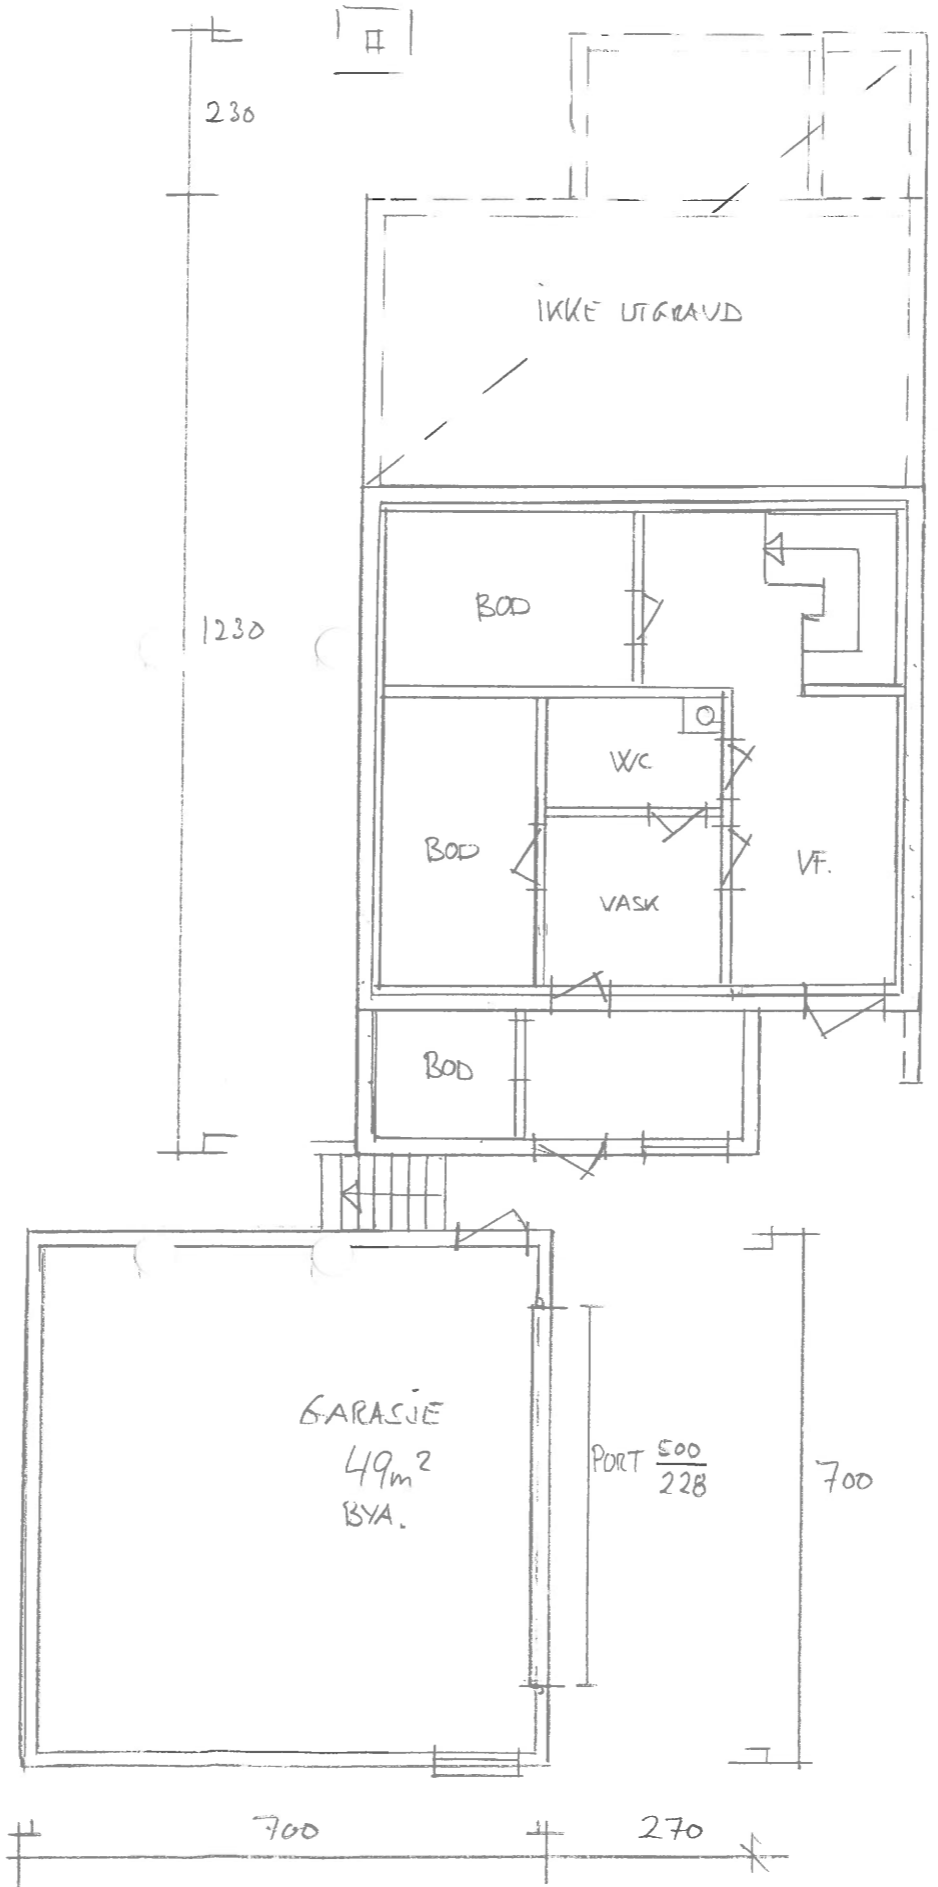 230
IKKE UTGRAVD
BOD
1230
WC
BOD
VF.
VASK
BOD
GARASJE
49m²
BYA.
PORT 500
228
700
700
270